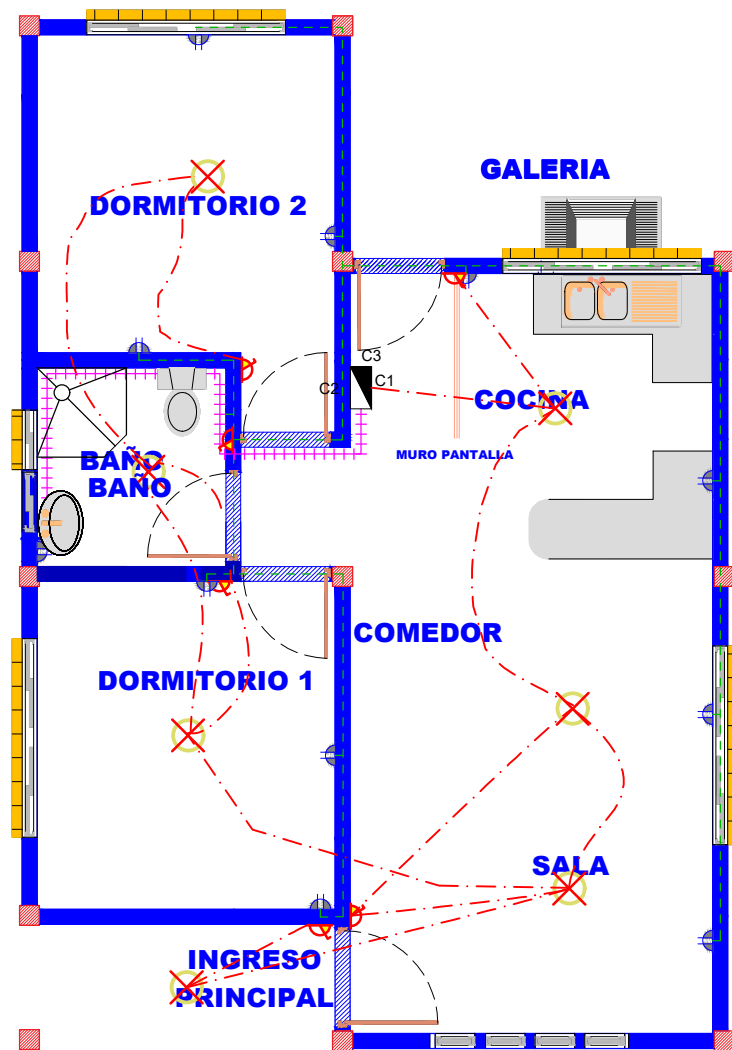 GALERIA
DORMITORIO 2
C3
C2
C1
COCINA
MURO PANTALLA
BAÑO
BAÑO
COMEDOR
DORMITORIO 1
SALA
INGRESO
PRINCIPAL